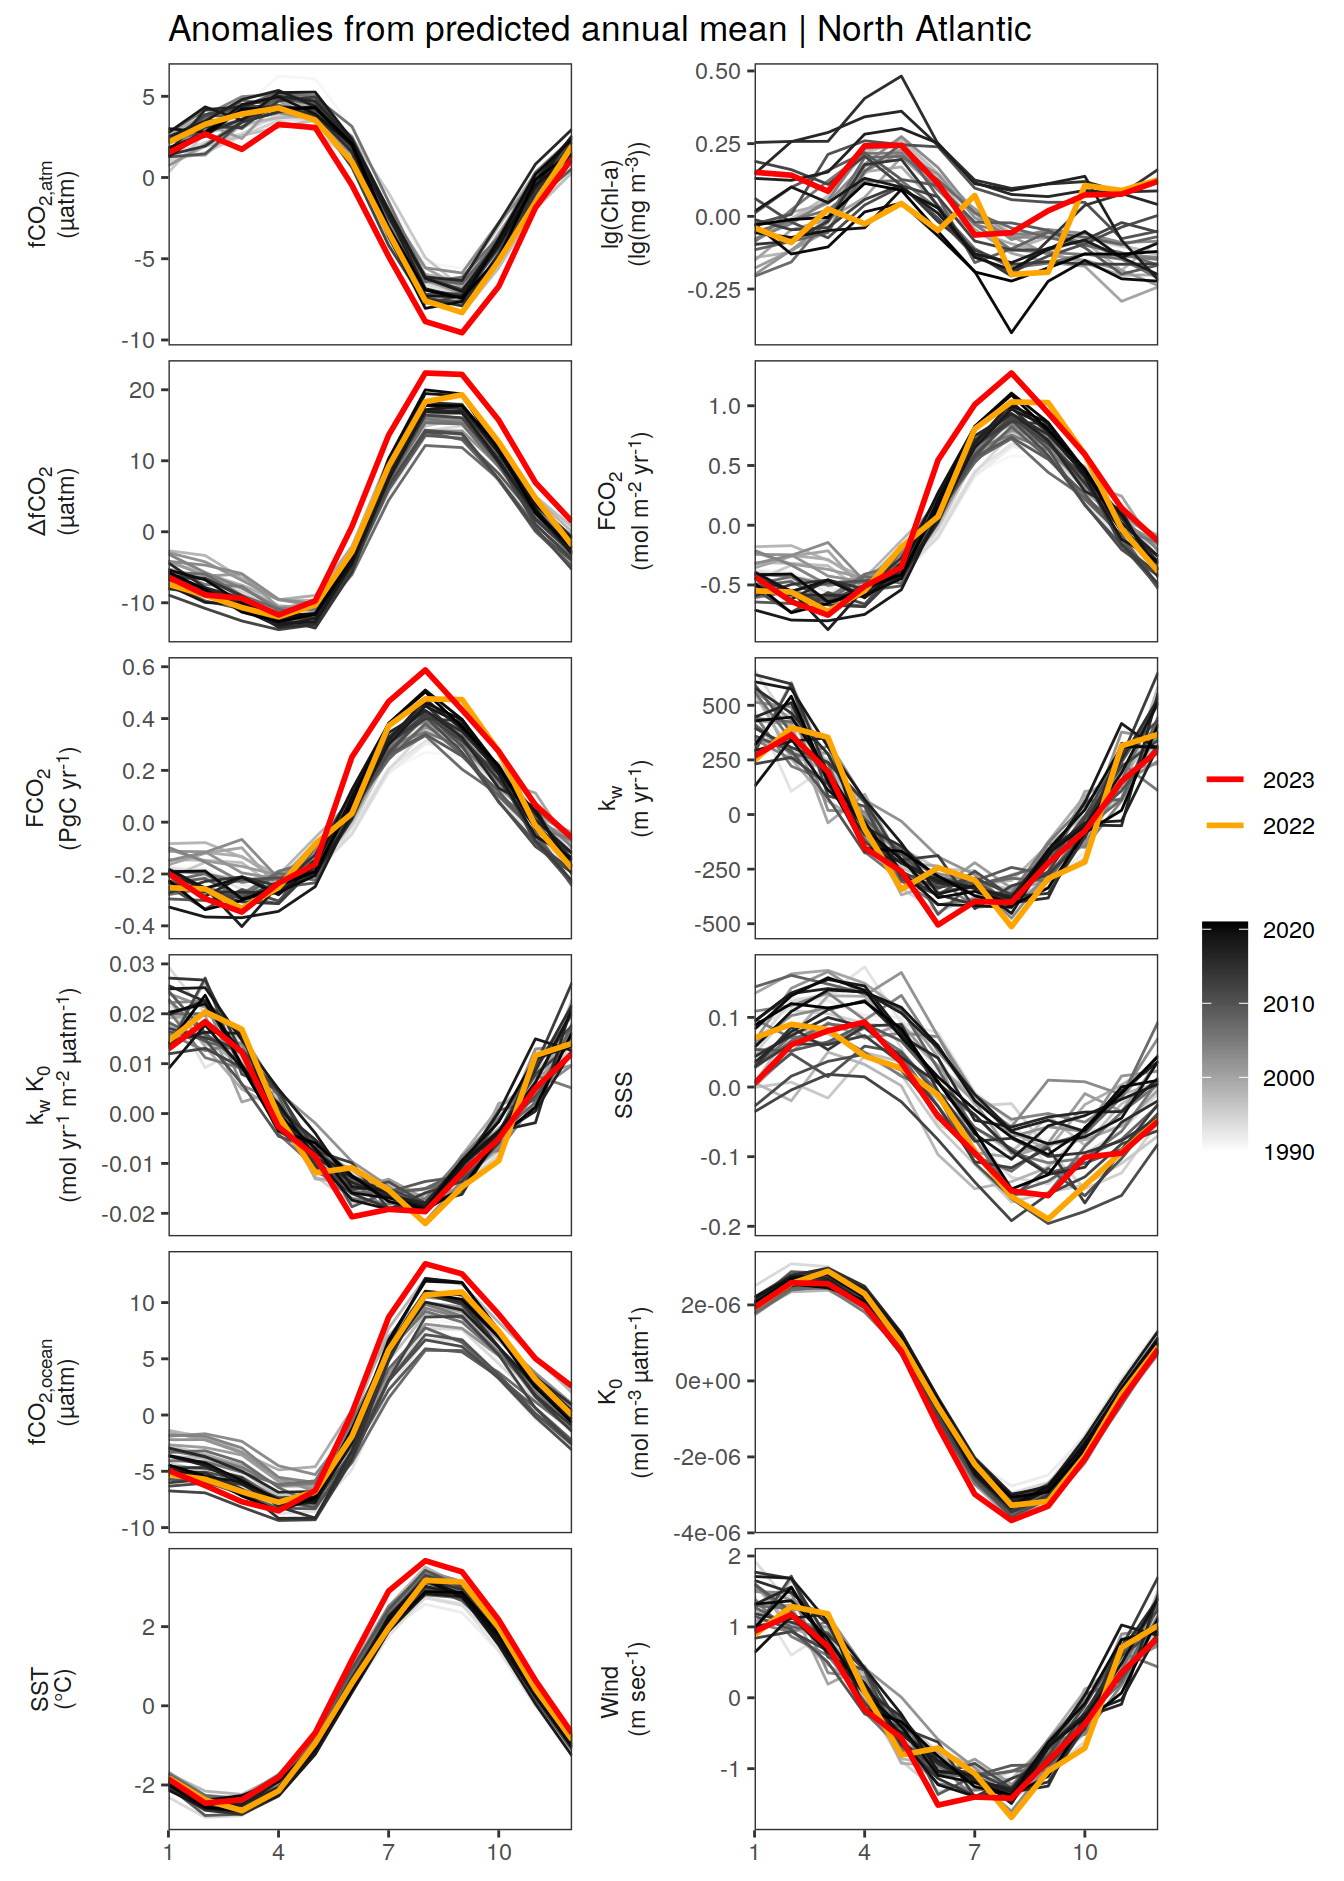 Anomalies from predicted annual mean | North Atlantic
fCO2,atm
(µatm)
5
0
-5
-10
lg(Chl-a)
(lg(mg m-3))
0.50
0.25
0.00
-0.25
ΔfCO2
(µatm)
20
10
0
-10
FCO2
(mol m-2 yr-1)
1.0
0.5
0.0
-0.5
FCO2
(PgC yr-1)
0.6
0.4
0.2
0.0
-0.2
-0.4
kw
(m yr-1)
500
250
0
-250
-500
kw K0
(mol yr-1 m-2 µatm-1)
0.03
0.02
0.01
0.00
-0.01
-0.02
SSS
0.1
0.0
-0.1
-0.2
fCO2,ocean
(µatm)
10
5
0
-5
-10
K0
(mol m-3 µatm-1)
2e-06
0e+00
-2e-06
-4e-06
SST
(°C)
2
0
-2
1
4
7
10
Wind
(m sec-1)
2
1
0
-1
1
4
7
10
2023
2022
2020
2010
2000
1990